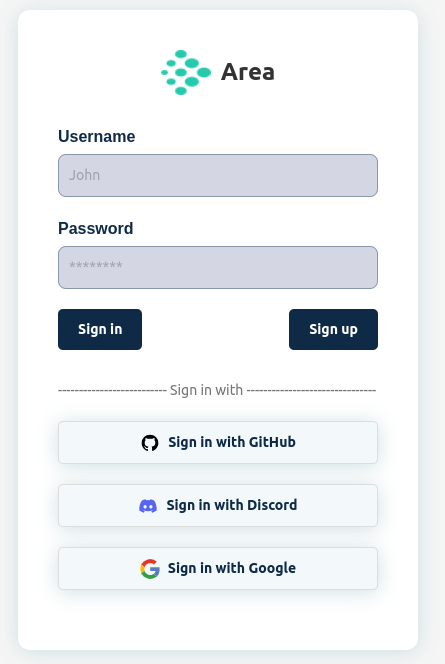 Area
Username
John
Password
********
Sign in
Sign up
-------------------------- Sign in with -------------------------------
Sign in with GitHub
Sign in with Discord
Sign in with Google